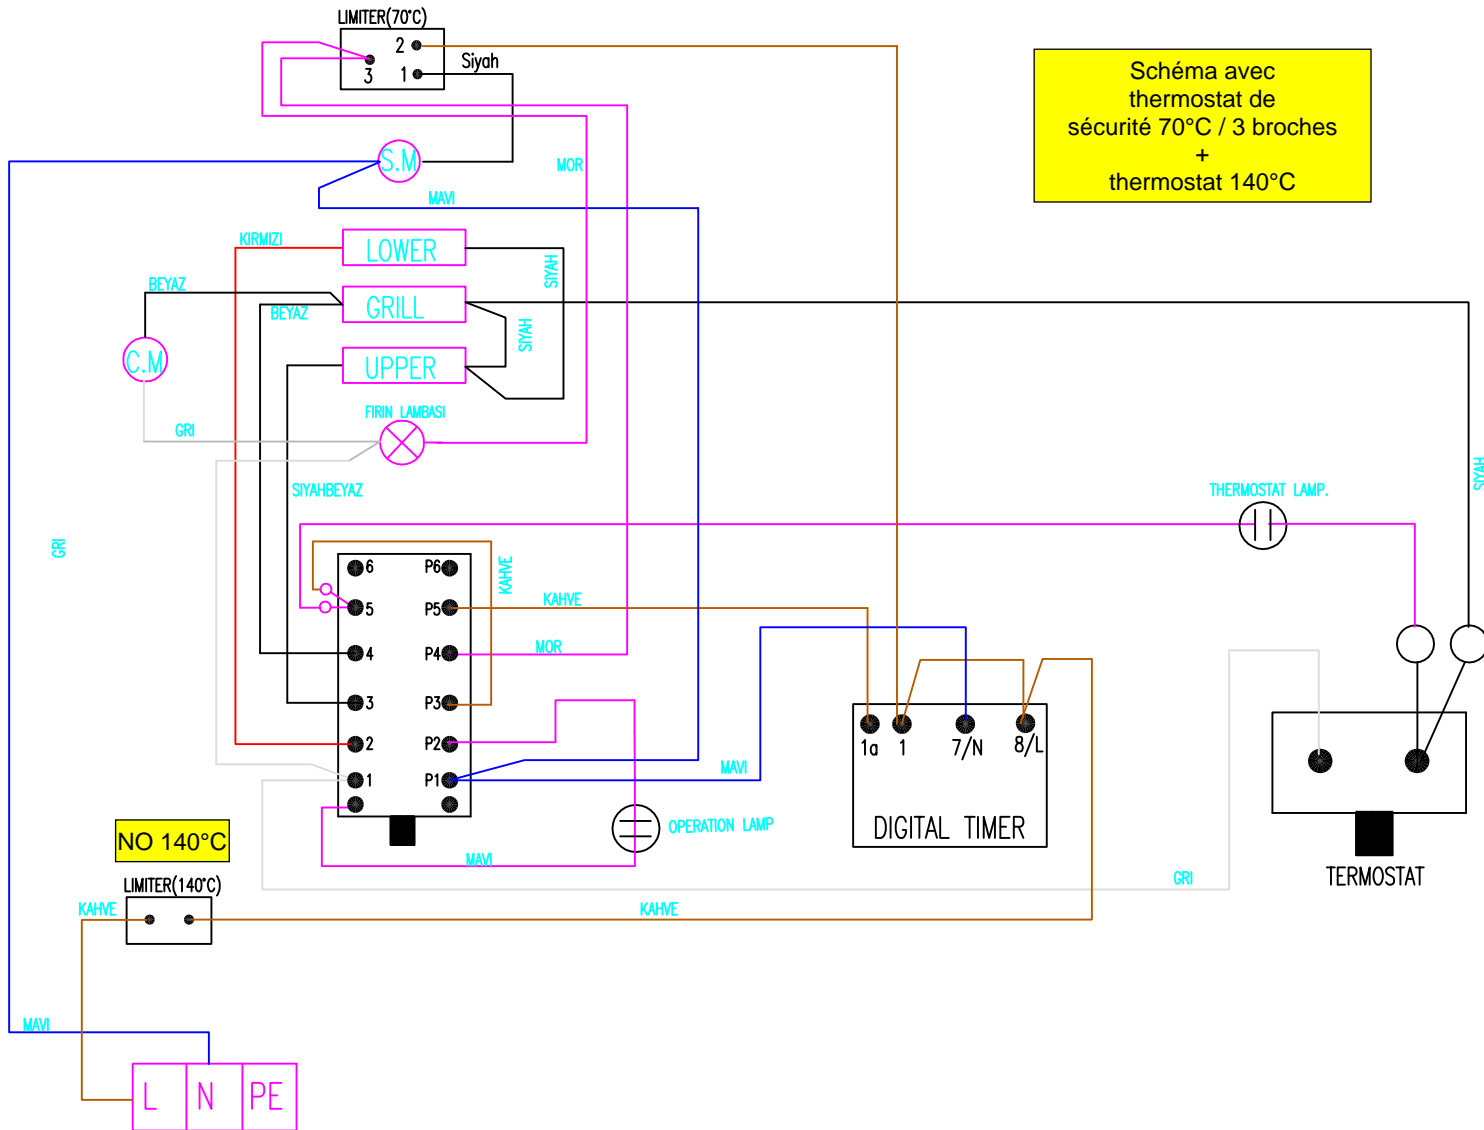 LIMITER(70°C)
2
3
1
Siyah
Schéma avec
thermostat de
sécurité 70°C / 3 broches
+
thermostat 140°C
S.M
MOR
MAVI
KIRMIZI
LOWER
SIYAH
BEYAZ
BEYAZ
GRILL
SIYAH
C.M
UPPER
FIRIN LAMBASI
GRI
SIYAHBEYAZ
THERMOSTAT LAMP.
SIYAH
GRI
6
P6
KAHVE
5
P5
KAHVE
4
P4
MOR
3
P3
2
P2
1
P1
MAVI
1a
1
7/N
8/L
DIGITAL TIMER
OPERATION LAMP
MAVI
NO 140°C
LIMITER(140°C)
KAHVE
KAHVE
GRI
TERMOSTAT
MAVI
L
N
PE